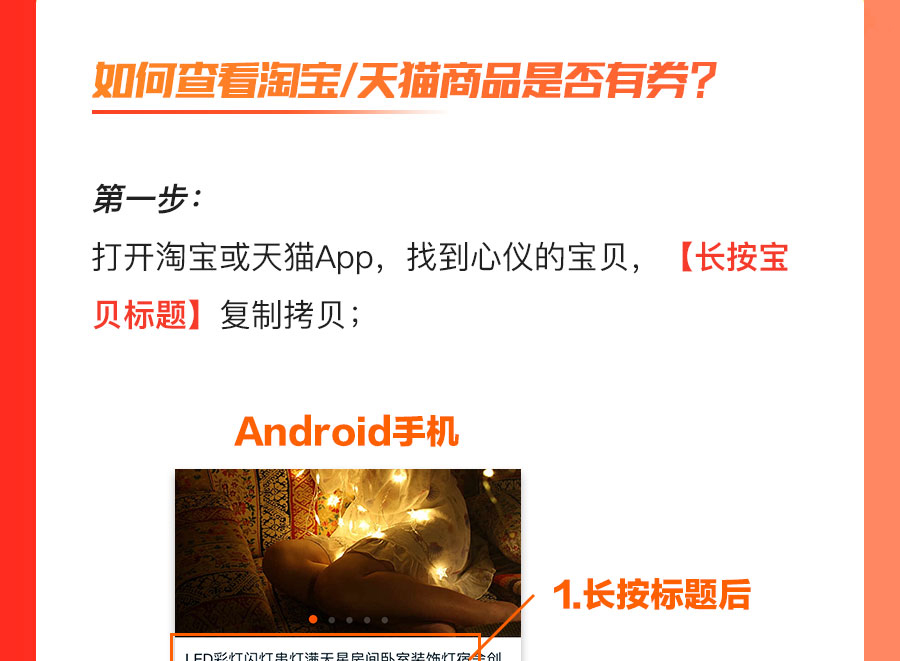 如何查看淘宝/天猫商品是否有券?
第一步：
打开淘宝或天猫App，找到心仪的宝贝，【长按宝
贝标题】复制拷贝；
Android手机
1.长按标题后
LED彩灯闪灯串灯满天星房间卧室装饰灯宿舍创